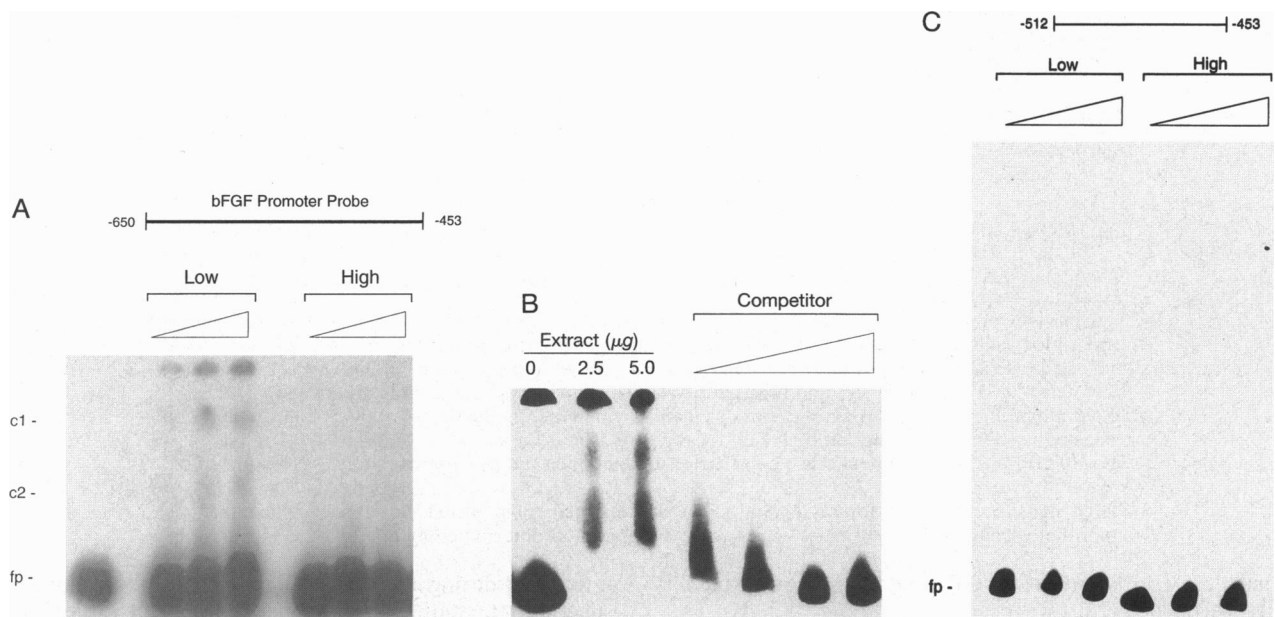 A
bFGF Promoter Probe
-650
-453
Low
High
c1 -
c2 -
fp -
B
Extract (μg)
0 2.5 5.0
Competitor
C
-512
-453
Low
High
fp -